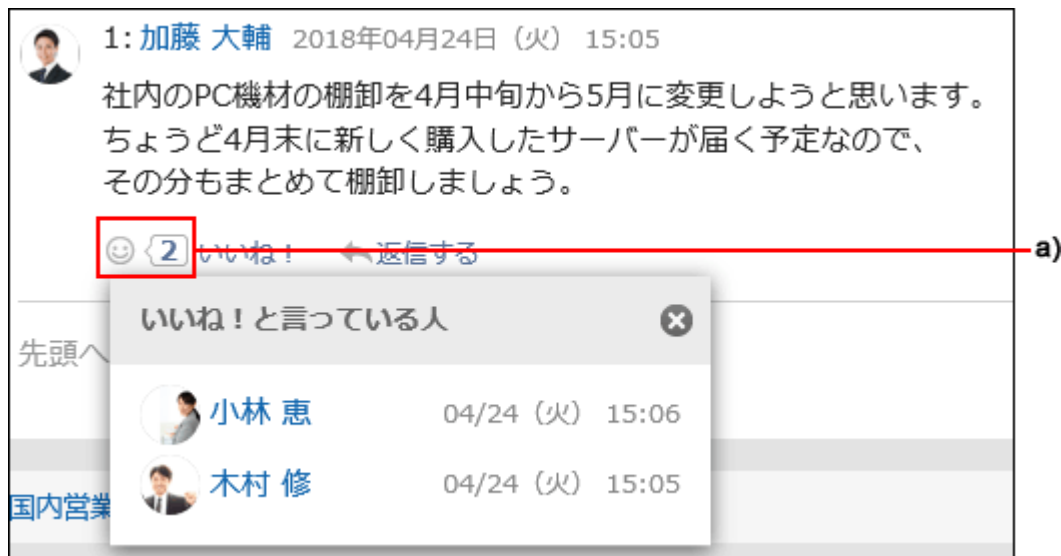 1: 加藤 大輔 2018年04月24日（火） 15:05
社内のPC機材の棚卸を4月中旬から5月に変更しようと思います。
ちょうど4月末に新しく購入したサーバーが届く予定なので、
その分もまとめて棚卸しましょう。
2 いいね！ 返信する a)
いいね！と言っている人
先頭へ
小林 恵 04/24（火） 15:06
木村 修 04/24（火） 15:05
国内営業